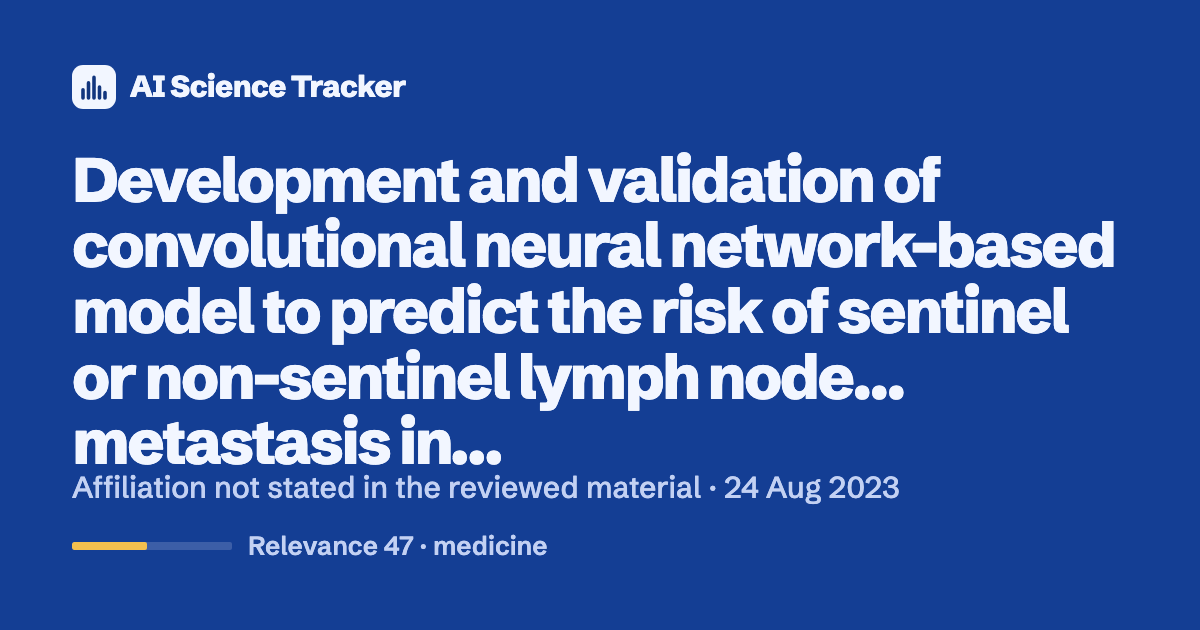 AI Science Tracker
Development and validation of
convolutional neural network-based
model to predict the risk of sentinel
or non-sentinel lymph node...
metastasis in...
Affiliation not stated in the reviewed material · 24 Aug 2023
Relevance 47 · medicine